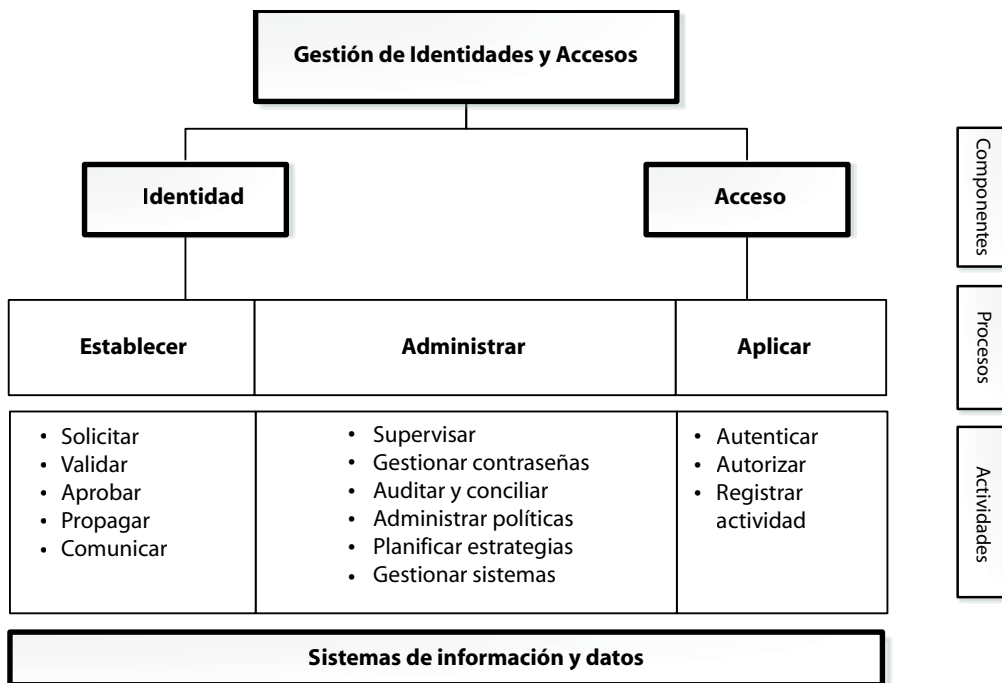 Gestión de Identidades y Accesos
Identidad
Acceso
Componentes
Establecer
Administrar
Aplicar
Procesos
• Solicitar
• Validar
• Aprobar
• Propagar
• Comunicar
• Supervisar
• Gestionar contraseñas
• Auditar y conciliar
• Administrar políticas
• Planificar estrategias
• Gestionar sistemas
• Autenticar
• Autorizar
• Registrar
actividad
Actividades
Sistemas de información y datos